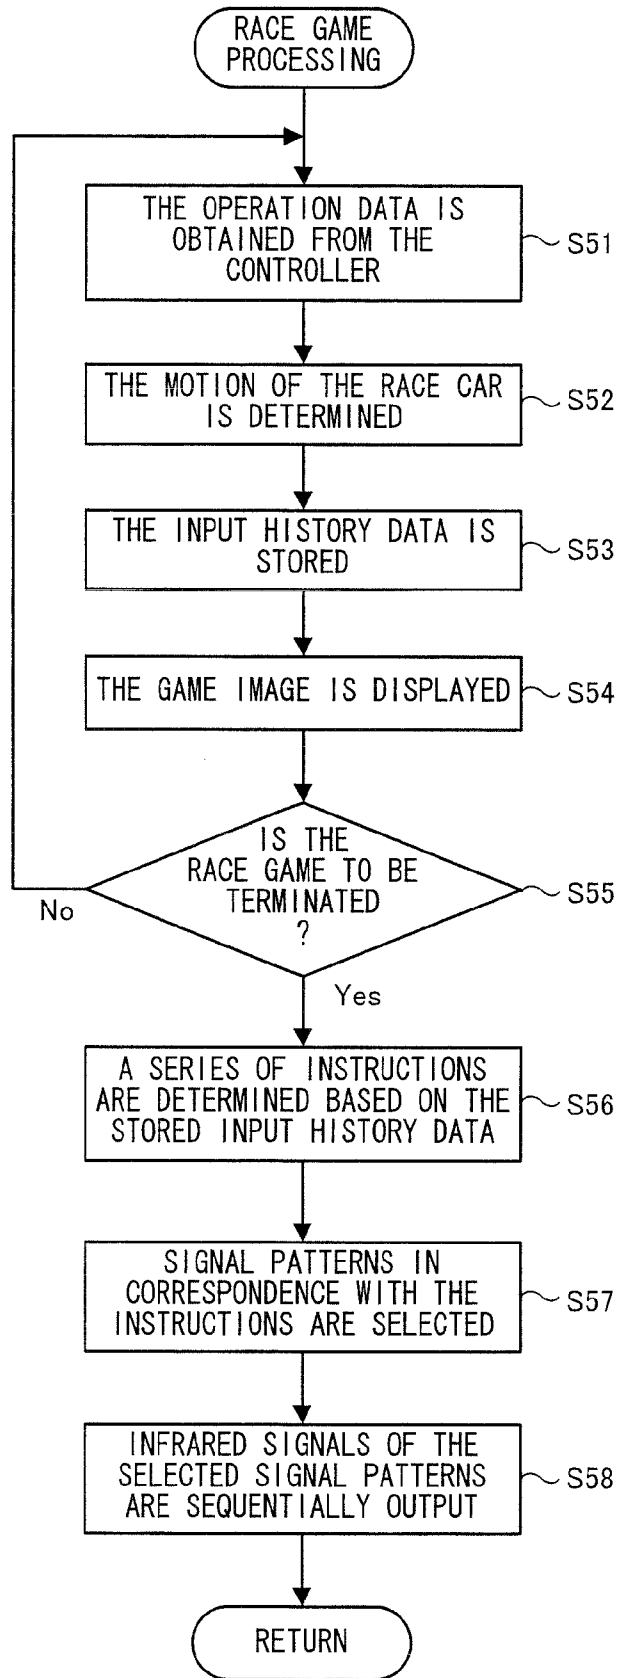 RACE GAME
PROCESSING
THE OPERATION DATA IS
OBTAINED FROM THE
CONTROLLER
S51
THE MOTION OF THE RACE CAR
IS DETERMINED
S52
THE INPUT HISTORY DATA IS
STORED
S53
THE GAME IMAGE IS DISPLAYED
S54
IS THE
RACE GAME TO BE
TERMINATED
?
S55
No
Yes
A SERIES OF INSTRUCTIONS
ARE DETERMINED BASED ON THE
STORED INPUT HISTORY DATA
S56
SIGNAL PATTERNS IN
CORRESPONDENCE WITH THE
INSTRUCTIONS ARE SELECTED
S57
INFRARED SIGNALS OF THE
SELECTED SIGNAL PATTERNS
ARE SEQUENTIALLY OUTPUT
S58
RETURN